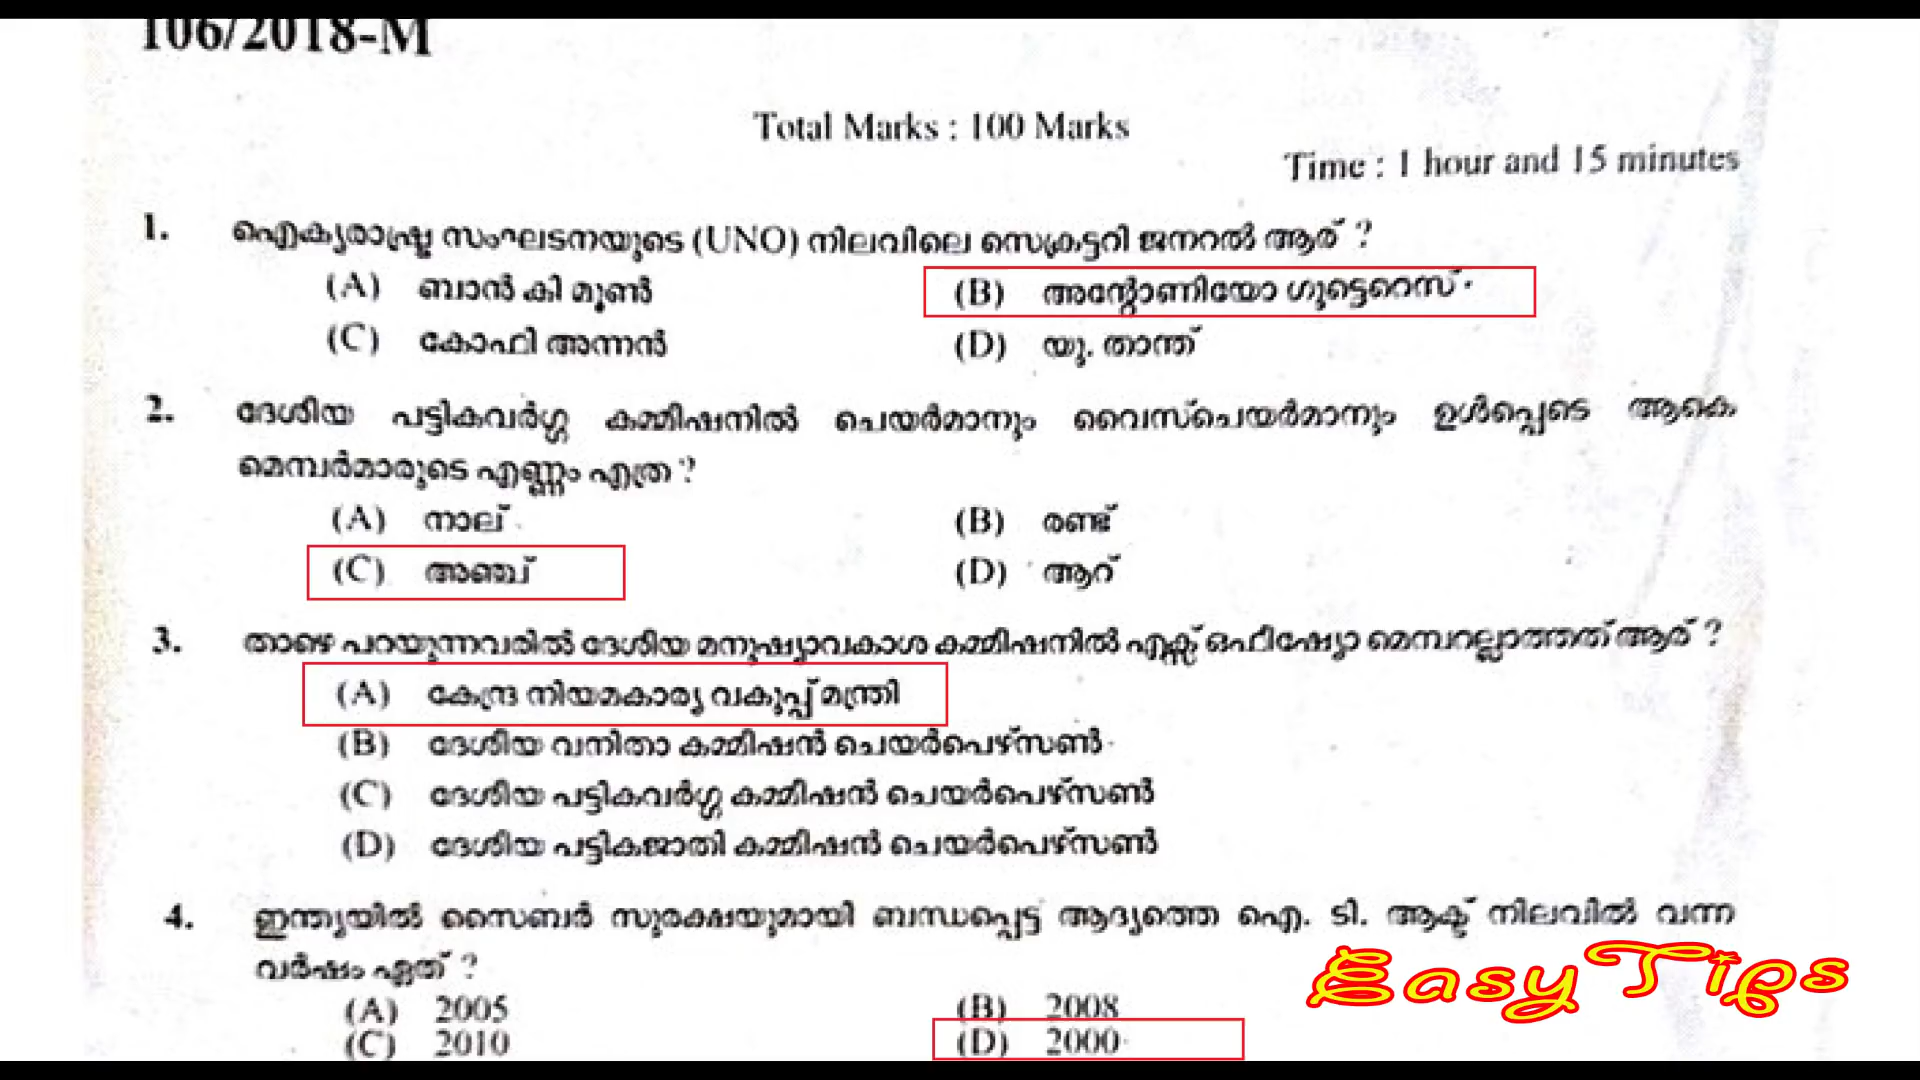 106/2018-M
Total Marks : 100 Marks
Time : 1 hour and 15 minutes
1. ഐക്യരാഷ്ട്ര സംഘടനയുടെ (UNO) നിലവിലെ സെക്രട്ടറി ജനറൽ ആര് ?
(A) ബാൻ കി മൂൺ (B) അന്റോണിയോ ഗുട്ടെറെസ്
(C) കോഫി അന്നൻ (D) യു. താന്ത്
2. ദേശീയ പട്ടികവർഗ്ഗ കമ്മീഷനിൽ ചെയർമാനും വൈസ്ചെയർമാനും ഉൾപ്പെടെ ആകെ
മെമ്പർമാരുടെ എണ്ണം എത്ര ?
(A) നാല് (B) രണ്ട്
(C) അഞ്ച് (D) ആറ്
3. താഴെ പറയുന്നവരിൽ ദേശീയ മനുഷ്യാവകാശ കമ്മീഷനിൽ എക്സ് ഒഫീഷ്യോ മെമ്പറല്ലാത്തത് ആര് ?
(A) കേന്ദ്ര നിയമകാര്യ വകുപ്പ് മന്ത്രി
(B) ദേശീയ വനിതാ കമ്മീഷൻ ചെയർപെഴ്സൺ
(C) ദേശീയ പട്ടികവർഗ്ഗ കമ്മീഷൻ ചെയർപെഴ്സൺ
(D) ദേശീയ പട്ടികജാതി കമ്മീഷൻ ചെയർപെഴ്സൺ
4. ഇന്ത്യയിൽ സൈബർ സുരക്ഷയുമായി ബന്ധപ്പെട്ട ആദ്യത്തെ ഐ. ടി. ആക്ട് നിലവിൽ വന്ന
വർഷം ഏത് ?
(A) 2005 (B) 2008
(C) 2010 (D) 2000
Easy Tips